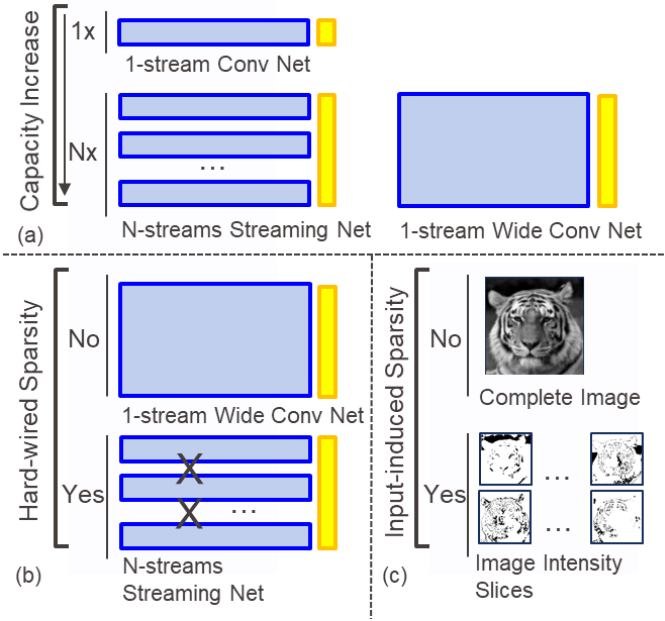 Capacity Increase
1x
1-stream Conv Net
Nx
...
N-streams Streaming Net
1-stream Wide Conv Net
(a)
Hard-wired Sparsity
No
1-stream Wide Conv Net
Yes
X
X
...
N-streams
Streaming Net
(b)
Input-induced Sparsity
No
Complete Image
Yes
...
...
Image Intensity
Slices
(c)